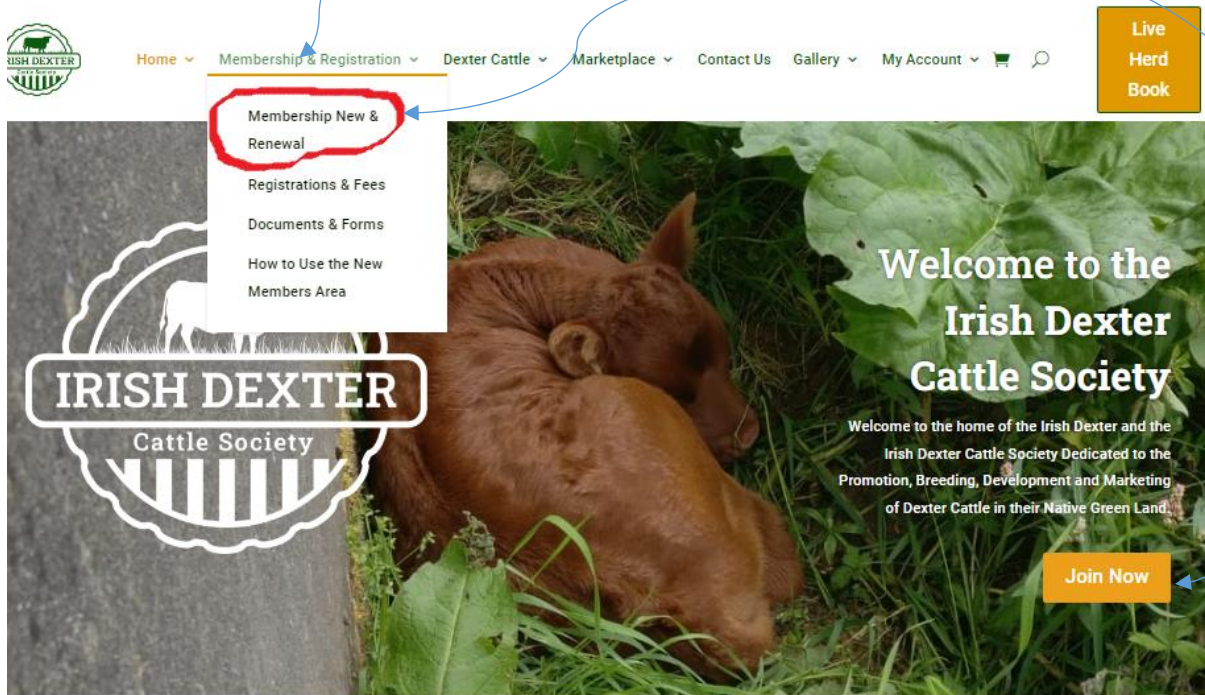 RISH DEXTER
Cattle Society
Home Membership & Registration Dexter Cattle Marketplace Contact Us Gallery My Account
Live
Herd
Book
Membership New &
Renewal
Registrations & Fees
Documents & Forms
How to Use the New
Members Area
IRISH DEXTER
Cattle Society
Welcome to the
Irish Dexter
Cattle Society
Welcome to the home of the Irish Dexter and the
Irish Dexter Cattle Society Dedicated to the
Promotion, Breeding, Development and Marketing
of Dexter Cattle in their Native Green Land.
Join Now